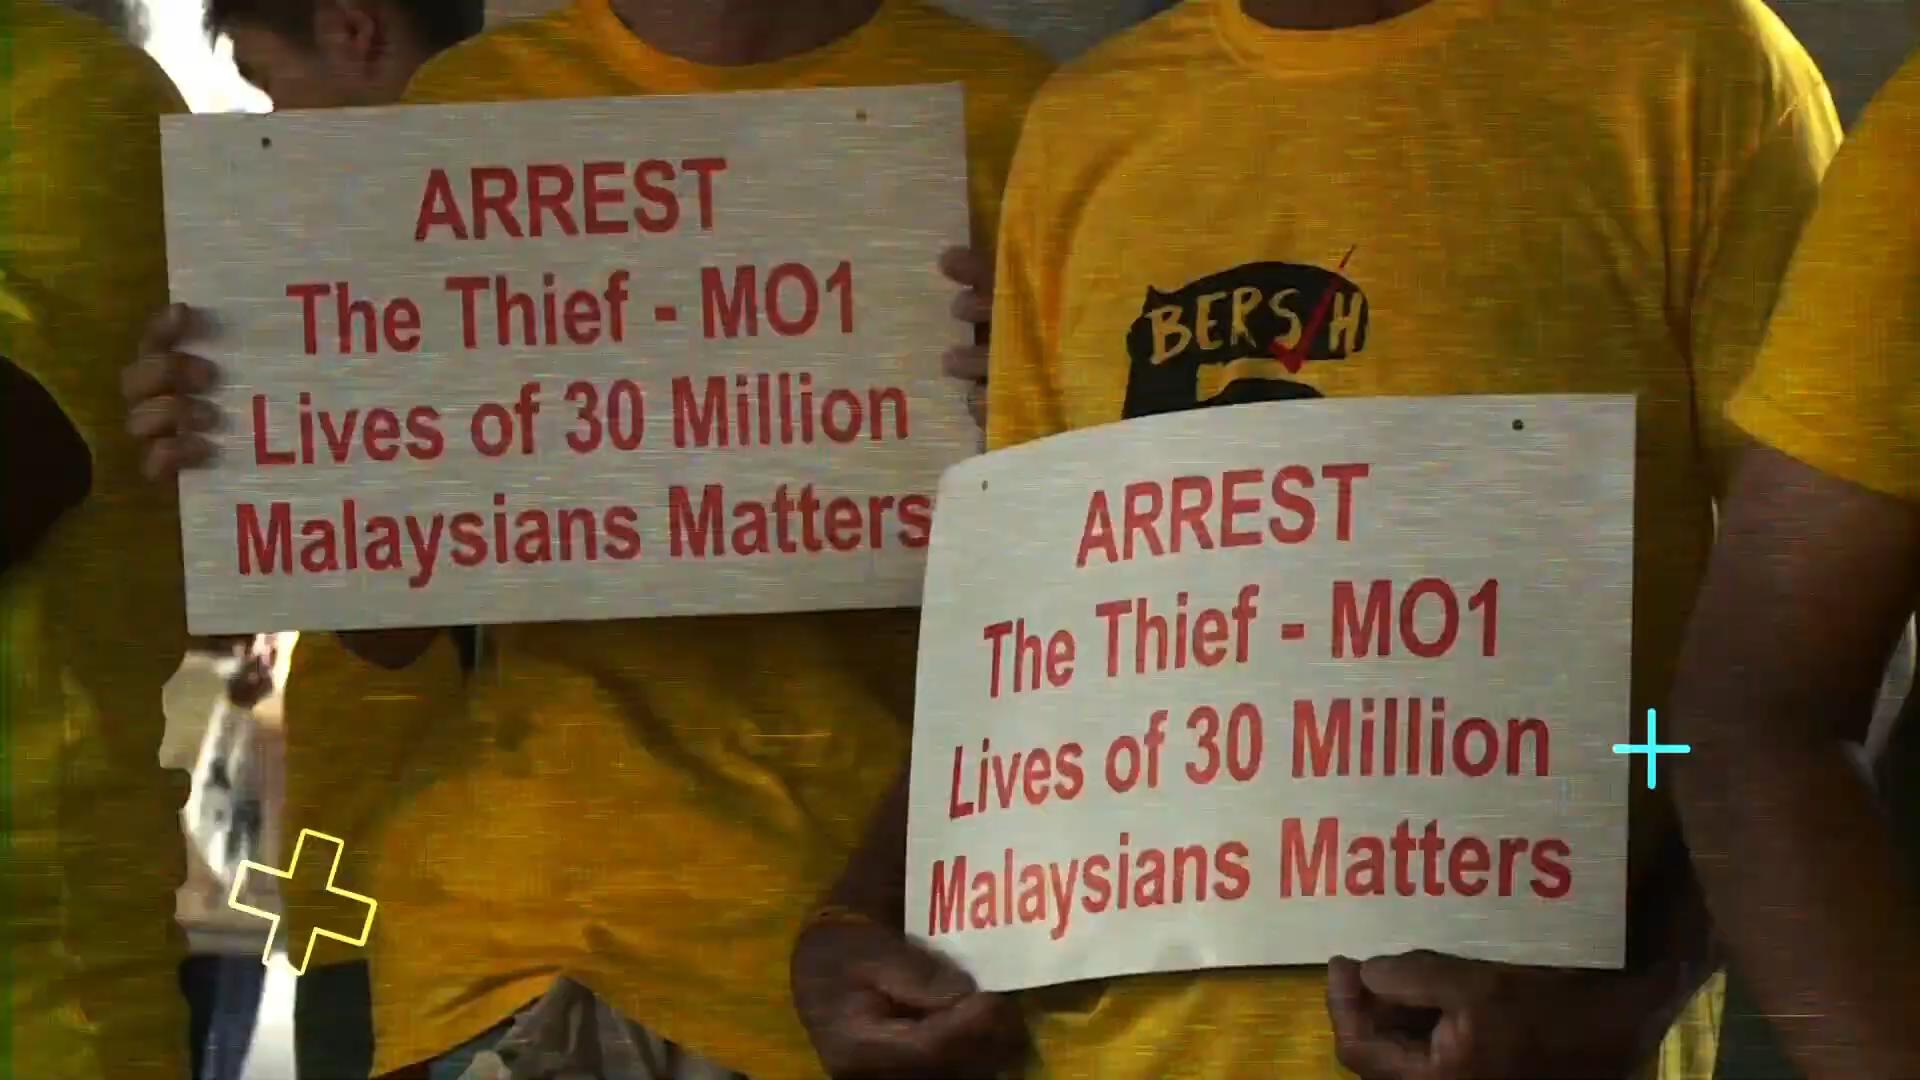 ARREST
The Thief - MO1
Lives of 30 Million
Malaysians Matters
BERSIH
ARREST
The Thief - MO1
Lives of 30 Million
Malaysians Matters